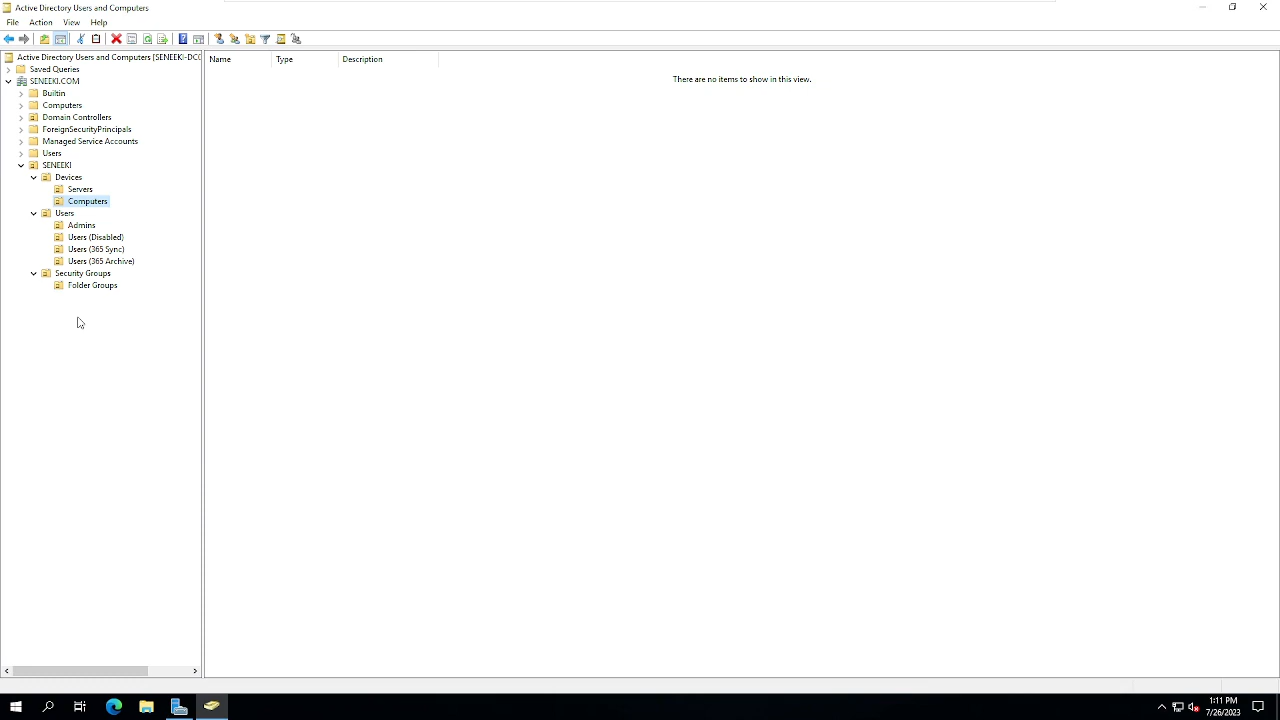 Active Directory Users and Computers
File Action View Help
Active Directory Users and Computers [SENEEKI-DC0
Name Type Description
Saved Queries
There are no items to show in this view.
SENEEKI.COM
Builtin
Computers
Domain Controllers
ForeignSecurityPrincipals
Managed Service Accounts
Users
SENEEKI
Devices
Servers
Computers
Users
Admins
Users (Disabled)
Users (365 Sync)
Users (365 Archive)
Security Groups
Folder Groups
1:11 PM
7/26/2023